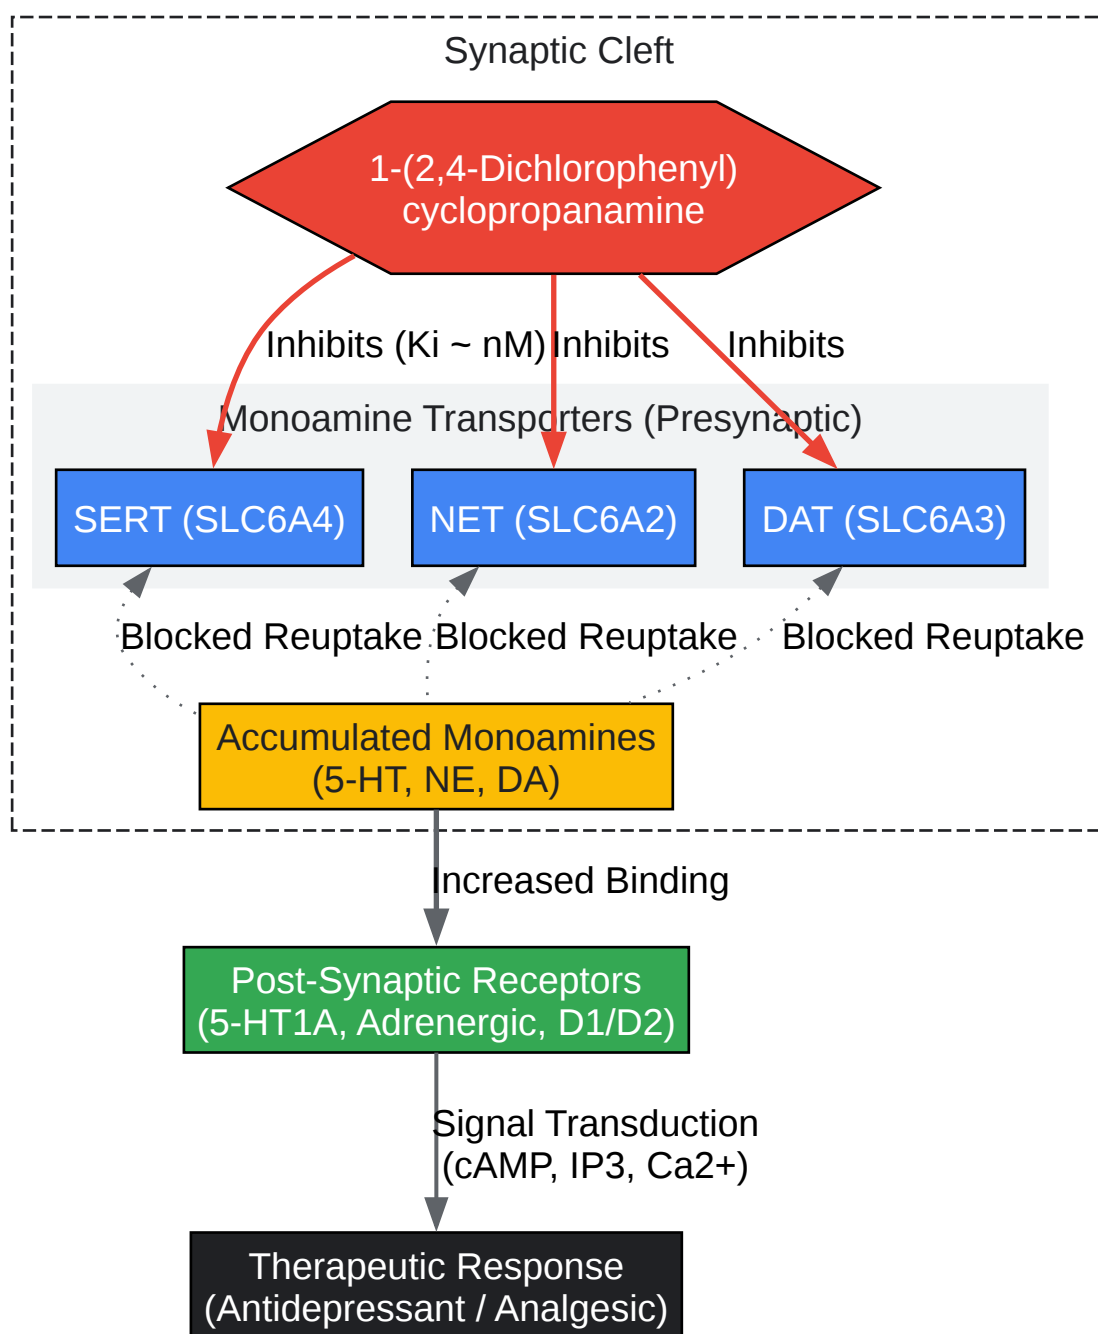 Synaptic Cleft
1-(2,4-Dichlorophenyl)
cyclopropanamine
Inhibits (Ki ~ nM)
Inhibits
Inhibits
Monoamine Transporters (Presynaptic)
SERT (SLC6A4)
NET (SLC6A2)
DAT (SLC6A3)
Blocked Reuptake
Blocked Reuptake
Blocked Reuptake
Accumulated Monoamines
(5-HT, NE, DA)
Increased Binding
Post-Synaptic Receptors
(5-HT1A, Adrenergic, D1/D2)
Signal Transduction
(cAMP, IP3, Ca2+)
Therapeutic Response
(Antidepressant / Analgesic)